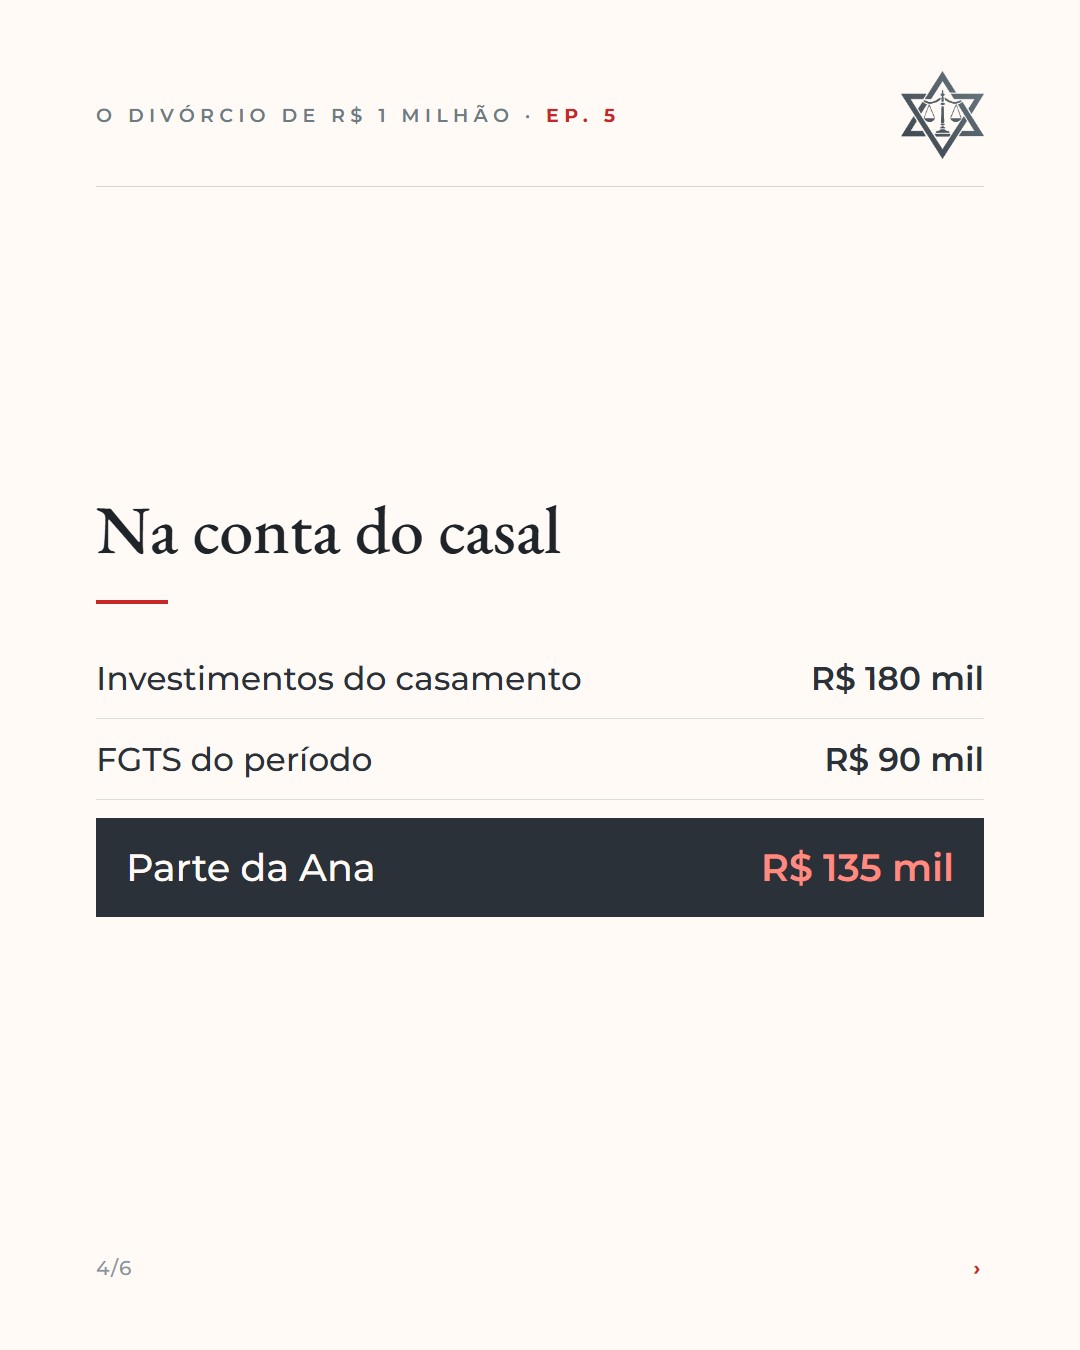 O DIVÓRCIO DE R$ 1 MILHÃO · EP. 5
Na conta do casal
Investimentos do casamento R$ 180 mil
FGTS do período R$ 90 mil
Parte da Ana R$ 135 mil
4/6 ›